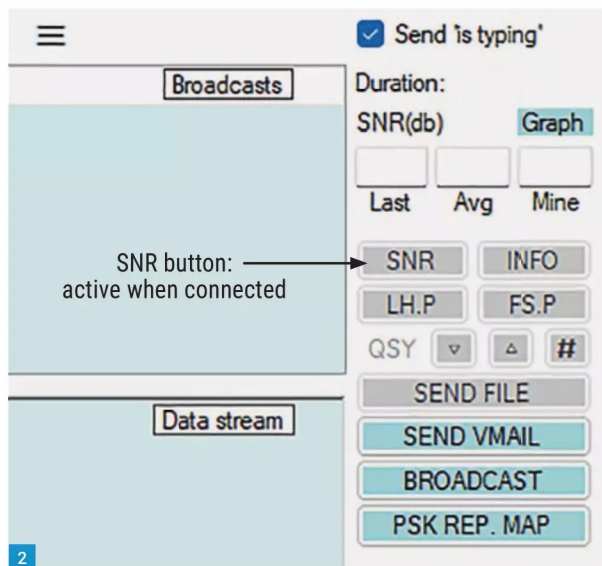 Send 'is typing'
Broadcasts
Duration:
SNR(db) Graph
Last Avg Mine
SNR button:
active when connected
SNR INFO
LH.P FS.P
QSY #
SEND FILE
Data stream
SEND VMAIL
BROADCAST
PSK REP. MAP
2